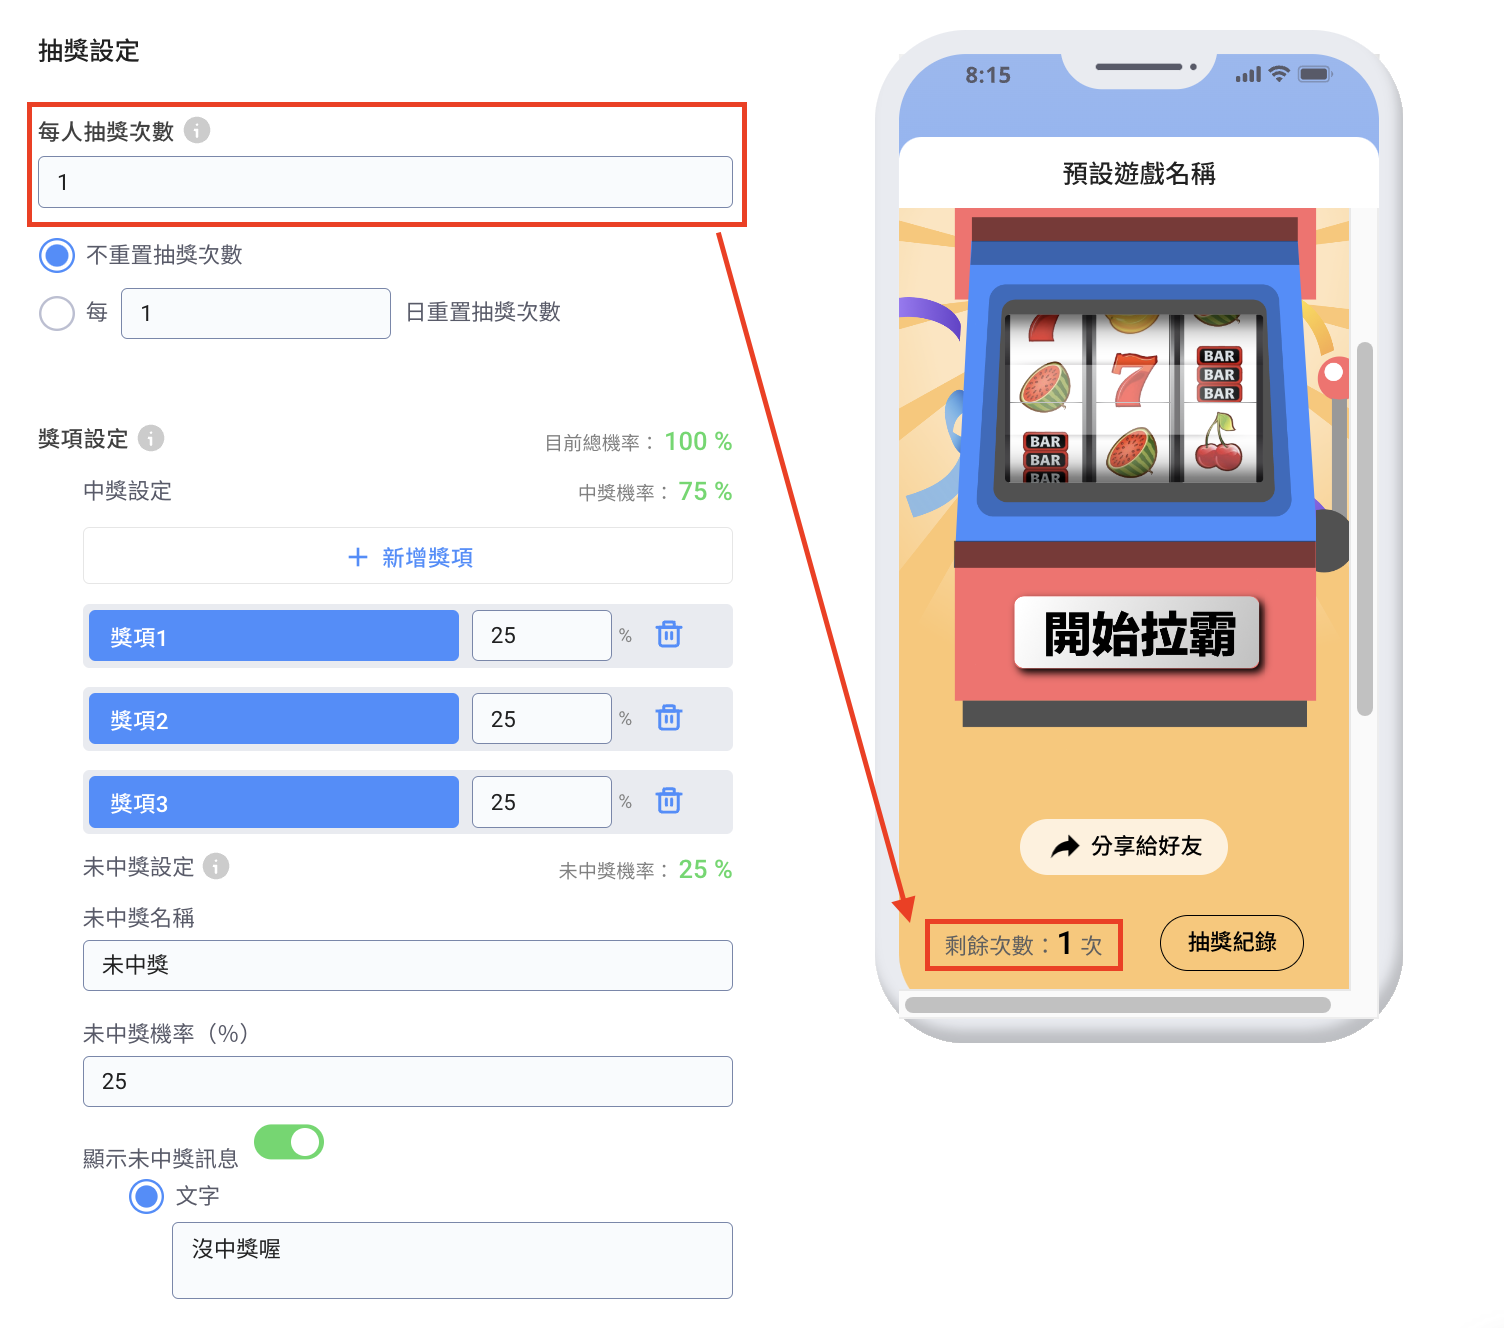 抽獎設定
每人抽獎次數
1
不重置抽獎次數
每 1 日重置抽獎次數
獎項設定 目前總機率： 100 %
中獎設定 中獎機率： 75 %
+ 新增獎項
獎項1 25 %
獎項2 25 %
獎項3 25 %
未中獎設定 未中獎機率： 25 %
未中獎名稱
未中獎
未中獎機率（%）
25
顯示未中獎訊息
文字
沒中獎喔
8:15
預設遊戲名稱
7
7
BAR
BAR
BAR
BAR
BAR
BAR
開始拉霸
分享給好友
剩餘次數：1 次
抽獎紀錄